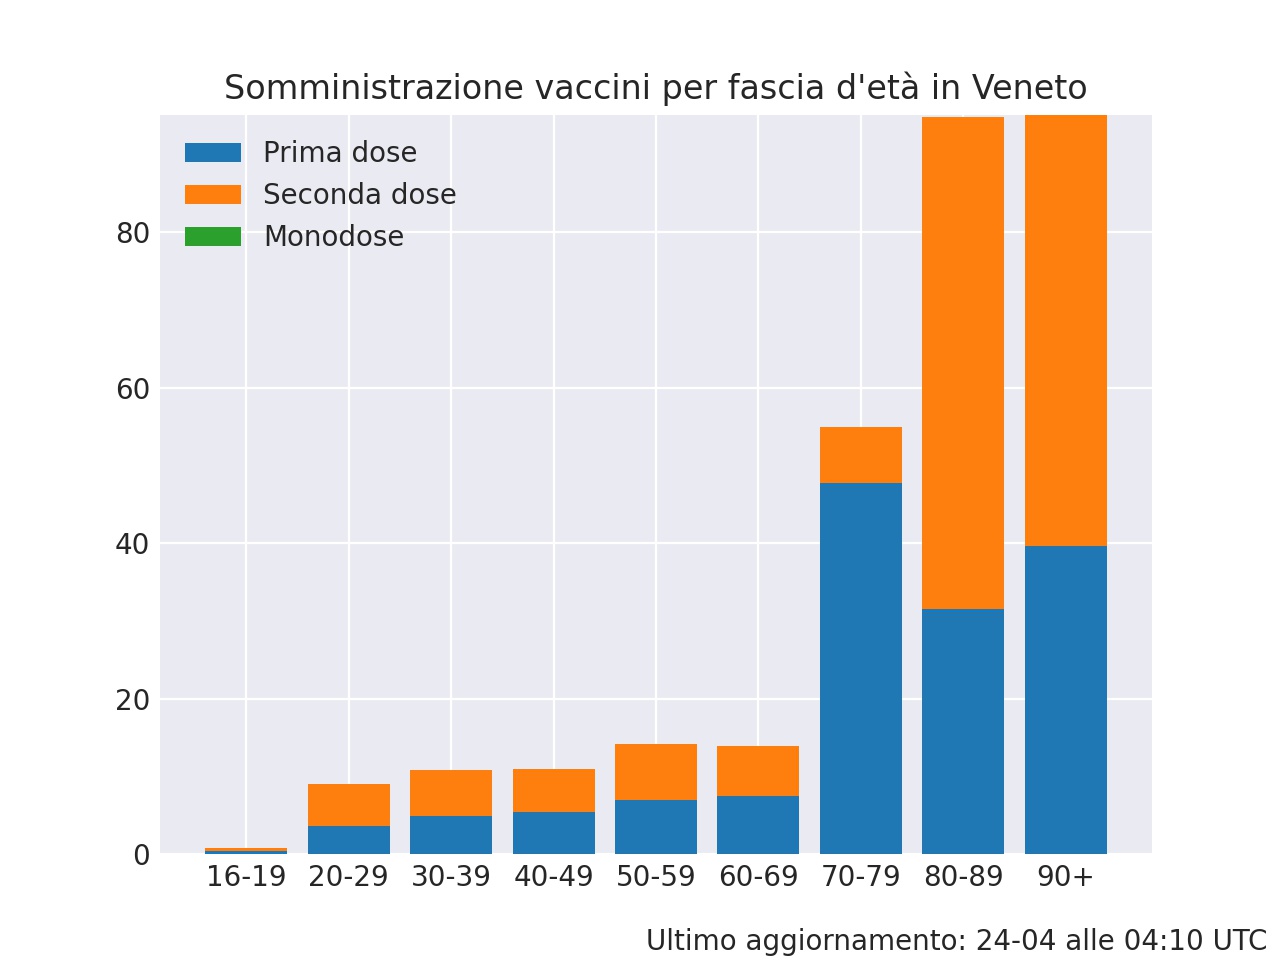 Somministrazione vaccini per fascia d'età in Veneto
Prima dose
Seconda dose
Monodose
80
60
40
20
0
16-19 20-29 30-39 40-49 50-59 60-69 70-79 80-89 90+
Ultimo aggiornamento: 24-04 alle 04:10 UTC